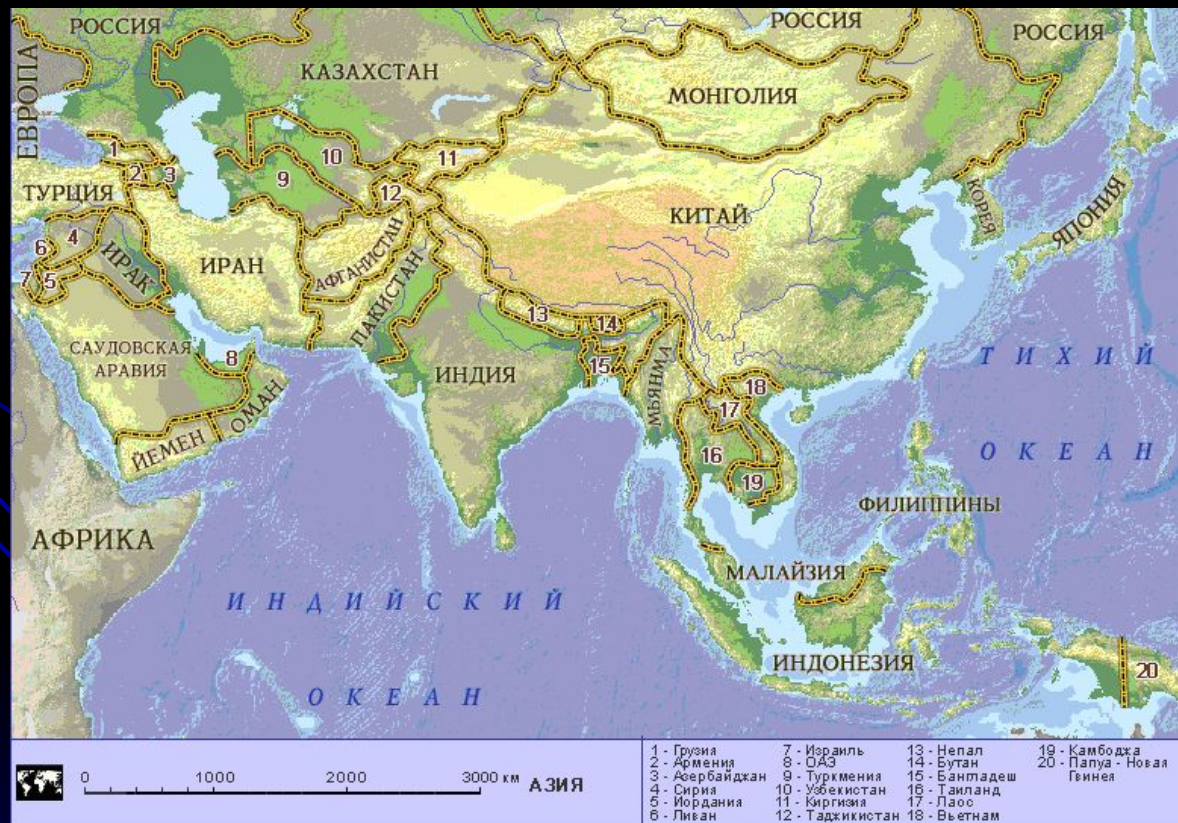 РОССИЯ
РОССИЯ
РОССИЯ
ЕВРОПА
КАЗАХСТАН
МОНГОЛИЯ
1
2
3
10
11
9
12
ТУРЦИЯ
КИТАЙ
КОРЕЯ
ЯПОНИЯ
4
6
7
5
ИРАК
ИРАН
АФГАНИСТАН
ПАКИСТАН
13
14
15
САУДОВСКАЯ
АРАВИЯ
8
ИНДИЯ
МЬЯНМА
18
17
16
19
ТИХИЙ
ОКЕАН
ОМАН
ЙЕМЕН
ФИЛИППИНЫ
АФРИКА
МАЛАЙЗИЯ
ИНДИЙСКИЙ
ОКЕАН
ИНДОНЕЗИЯ
20
0 1000 2000 3000 км
АЗИЯ
1 - Грузия
2 - Армения
3 - Азербайджан
4 - Сирия
5 - Иордания
6 - Ливан
7 - Израиль
8 - ОАЭ
9 - Туркмения
10 - Узбекистан
11 - Киргизия
12 - Таджикистан
13 - Непал
14 - Бутан
15 - Бангладеш
16 - Таиланд
17 - Лаос
18 - Вьетнам
19 - Камбоджа
20 - Папуа - Новая
Гвинея